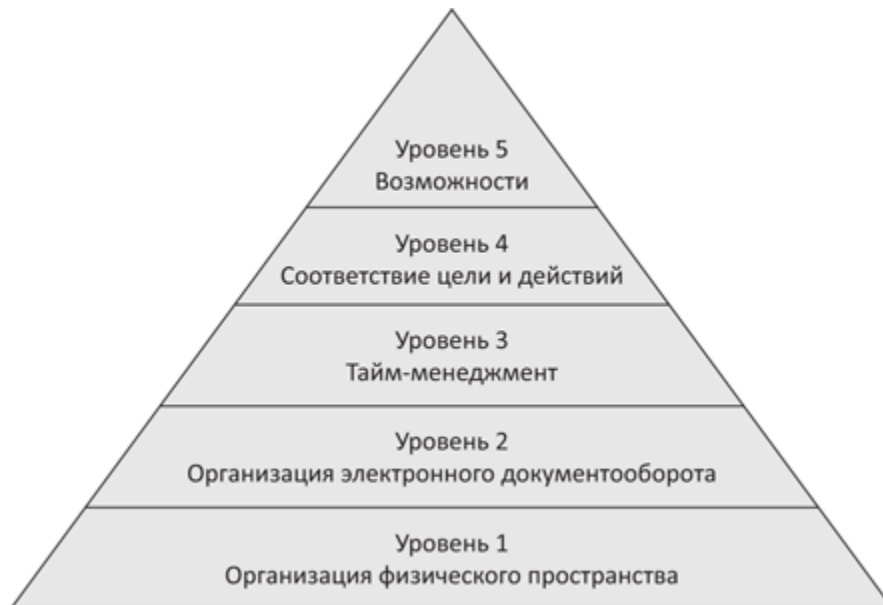 Уровень 5
Возможности
Уровень 4
Соответствие цели и действий
Уровень 3
Тайм-менеджмент
Уровень 2
Организация электронного документооборота
Уровень 1
Организация физического пространства